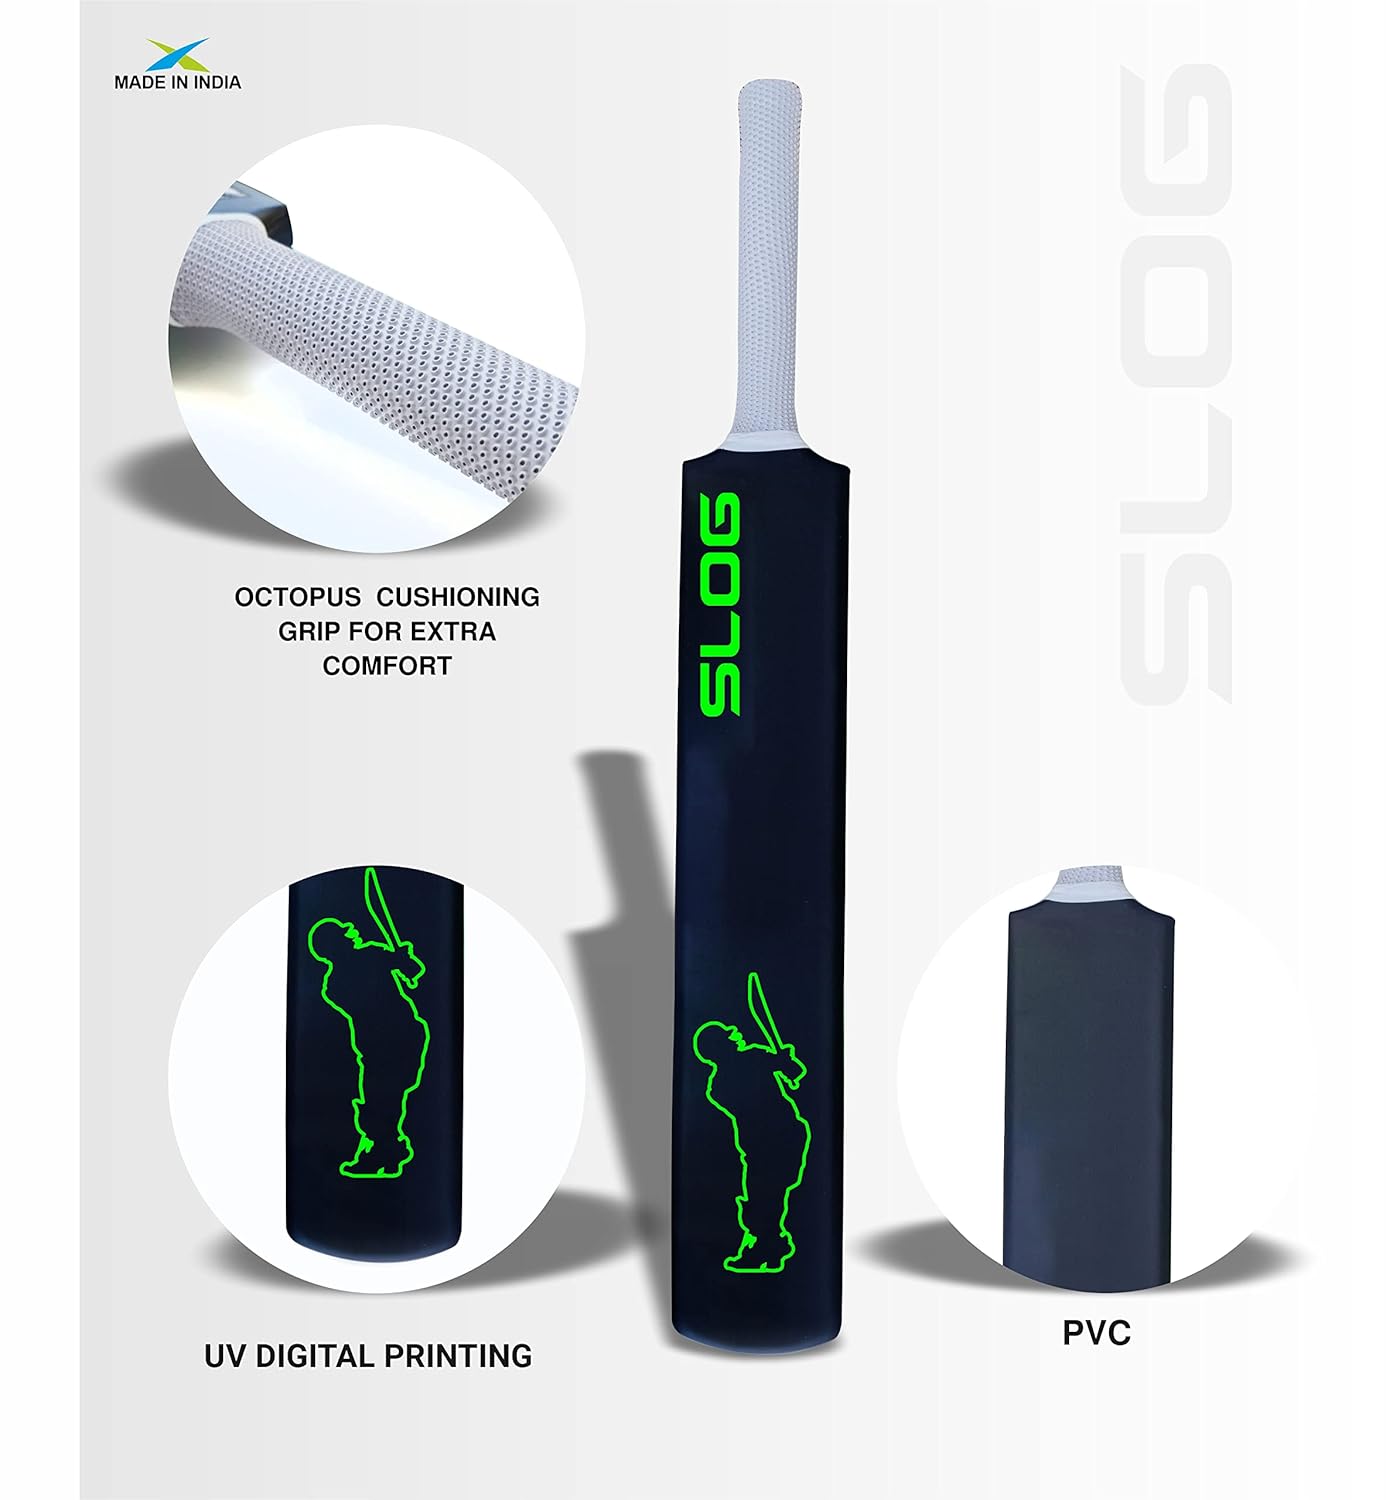 MADE IN INDIA
SLOG
SLOG
OCTOPUS CUSHIONING
GRIP FOR EXTRA
COMFORT
UV DIGITAL PRINTING
PVC